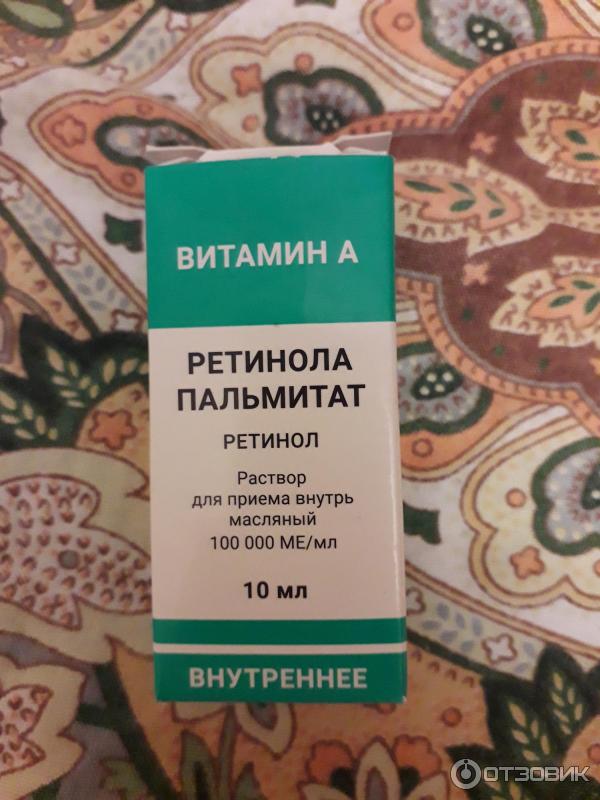 ВИТАМИН А
РЕТИНОЛА
ПАЛЬМИТАТ
РЕТИНОЛ
Раствор
для приема внутрь
масляный
100 000 МЕ/мл
10 мл
ВНУТРЕННЕЕ
ОТЗОВИК